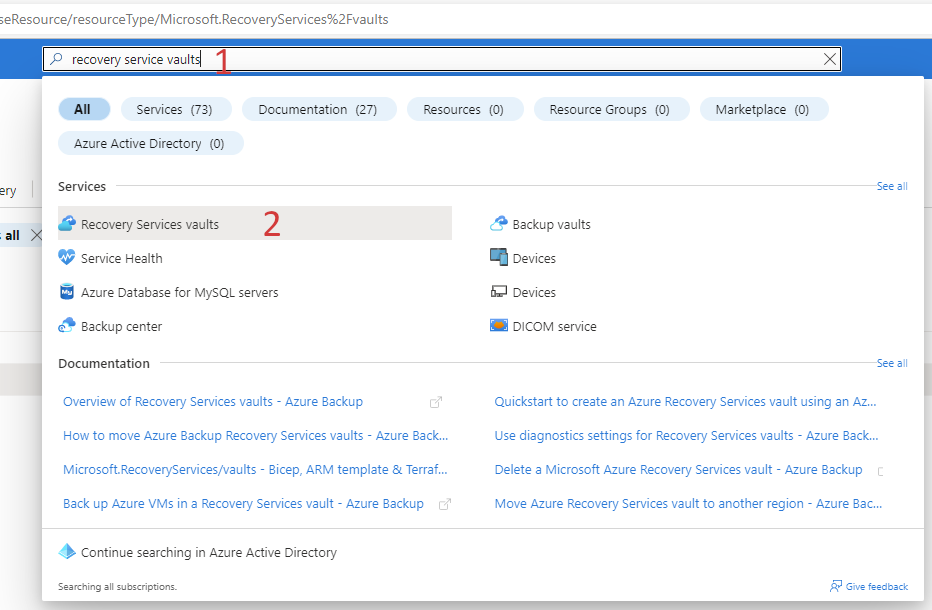 seResource/resourceType/Microsoft.RecoveryServices%2Fvaults
recovery service vaults 1
All Services (73) Documentation (27) Resources (0) Resource Groups (0) Marketplace (0)
Azure Active Directory (0)
ery
Services See all
all
Recovery Services vaults 2 Backup vaults
Service Health Devices
Azure Database for MySQL servers Devices
Backup center DICOM service
Documentation See all
Overview of Recovery Services vaults - Azure Backup Quickstart to create an Azure Recovery Services vault using an Az...
How to move Azure Backup Recovery Services vaults - Azure Back... Use diagnostics settings for Recovery Services vaults - Azure Back...
Microsoft.RecoveryServices/vaults - Bicep, ARM template & Terraf... Delete a Microsoft Azure Recovery Services vault - Azure Backup
Back up Azure VMs in a Recovery Services vault - Azure Backup Move Azure Recovery Services vault to another region - Azure Bac...
Continue searching in Azure Active Directory
Searching all subscriptions. Give feedback